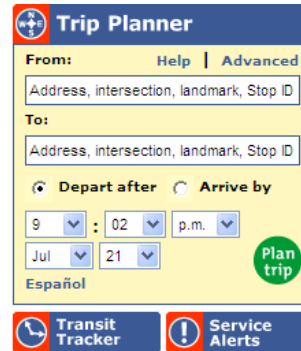 N
W E
S
Trip Planner
From: Help | Advanced
Address, intersection, landmark, Stop ID
To:
Address, intersection, landmark, Stop ID
Depart after Arrive by
9 : 02 p.m.
Jul 21 Plan trip
Español
Transit Tracker
Service Alerts